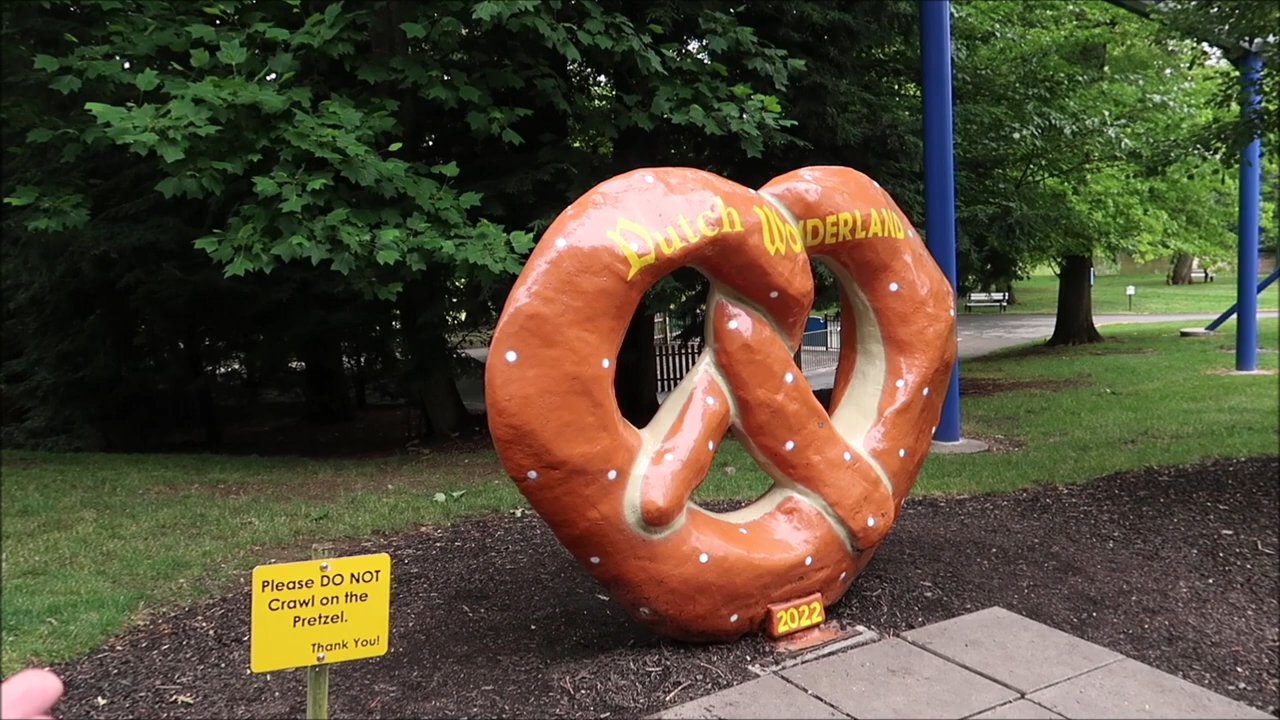 Dutch WoNDERLAND
2022
Please DO NOT
Crawl on the
Pretzel.
Thank You!